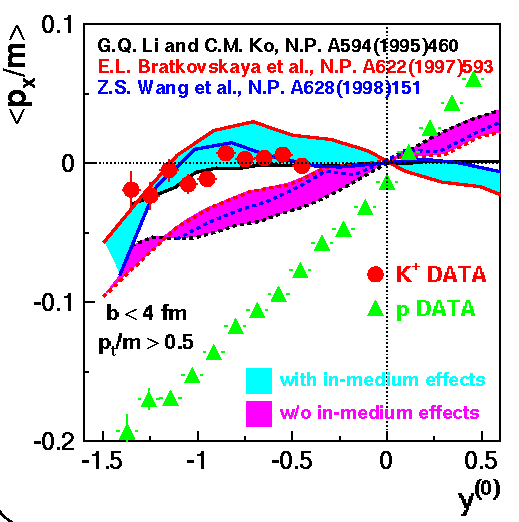 G.Q. Li and C.M. Ko, N.P. A594(1995)460
E.L. Bratkovskaya et al., N.P. A622(1997)593
Z.S. Wang et al., N.P. A628(1998)151
<pₓ/m>
0.1
0
-0.1
-0.2
K⁺ DATA
p DATA
b < 4 fm
pₜ/m > 0.5
with in-medium effects
w/o in-medium effects
-1.5 -1 -0.5 0 0.5
y⁽⁰⁾